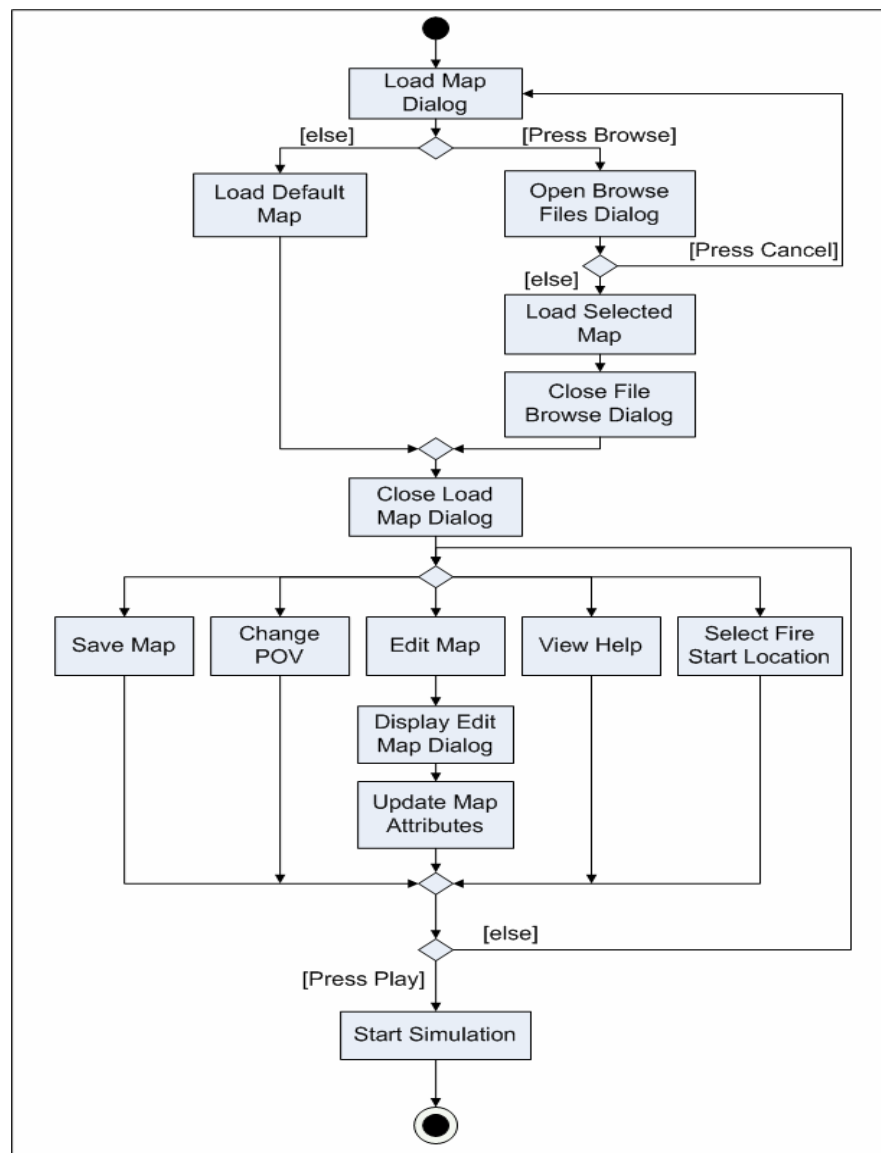 Load Map
Dialog
[else]
[Press Browse]
Load Default
Map
Open Browse
Files Dialog
[Press Cancel]
[else]
Load Selected
Map
Close File
Browse Dialog
Close Load
Map Dialog
Save Map
Change
POV
Edit Map
View Help
Select Fire
Start Location
Display Edit
Map Dialog
Update Map
Attributes
[else]
[Press Play]
Start Simulation